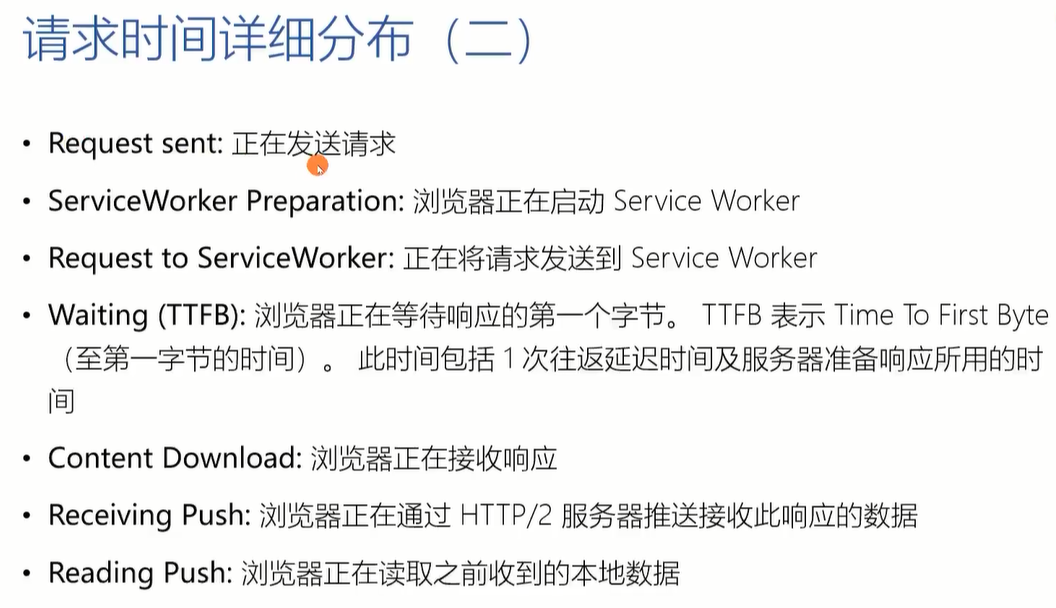 请求时间详细分布（二）
• Request sent: 正在发送请求
• ServiceWorker Preparation: 浏览器正在启动 Service Worker
• Request to ServiceWorker: 正在将请求发送到 Service Worker
• Waiting (TTFB): 浏览器正在等待响应的第一个字节。 TTFB 表示 Time To First Byte
（至第一字节的时间）。 此时间包括 1 次往返延迟时间及服务器准备响应所用的时
间
• Content Download: 浏览器正在接收响应
• Receiving Push: 浏览器正在通过 HTTP/2 服务器推送接收此响应的数据
• Reading Push: 浏览器正在读取之前收到的本地数据